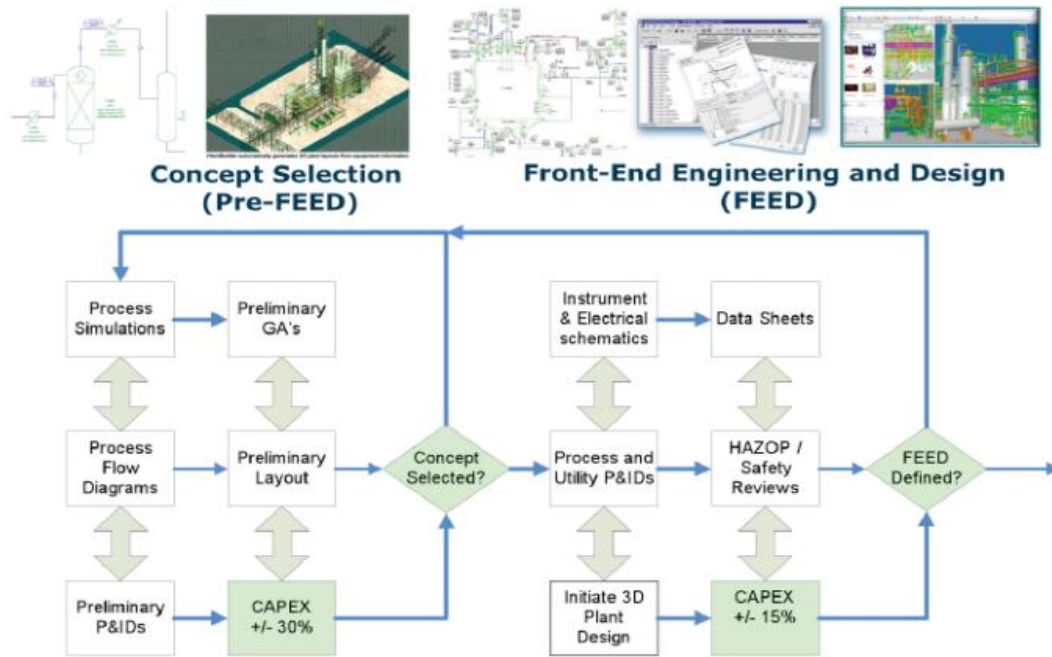 Concept Selection
(Pre-FEED)
Front-End Engineering and Design
(FEED)
Process
Simulations
Preliminary
GA's
Instrument
& Electrical
schematics
Data Sheets
Process
Flow
Diagrams
Preliminary
Layout
Concept
Selected?
Process and
Utility P&IDs
HAZOP /
Safety
Reviews
FEED
Defined?
Preliminary
P&IDs
CAPEX
+/- 30%
Initiate 3D
Plant
Design
CAPEX
+/- 15%